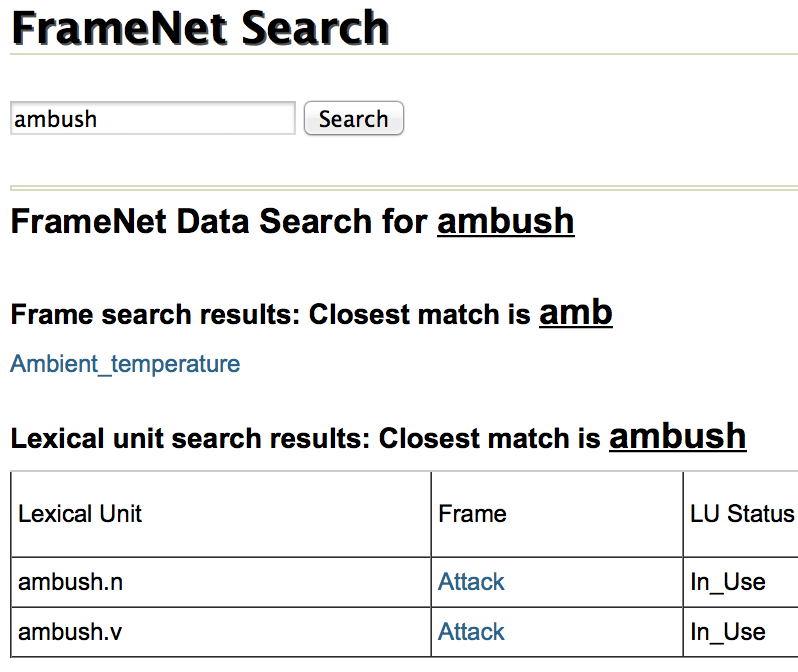 FrameNet Search
ambush Search
FrameNet Data Search for ambush
Frame search results: Closest match is amb
Ambient_temperature
Lexical unit search results: Closest match is ambush
Lexical Unit Frame LU Status
ambush.n Attack In_Use
ambush.v Attack In_Use